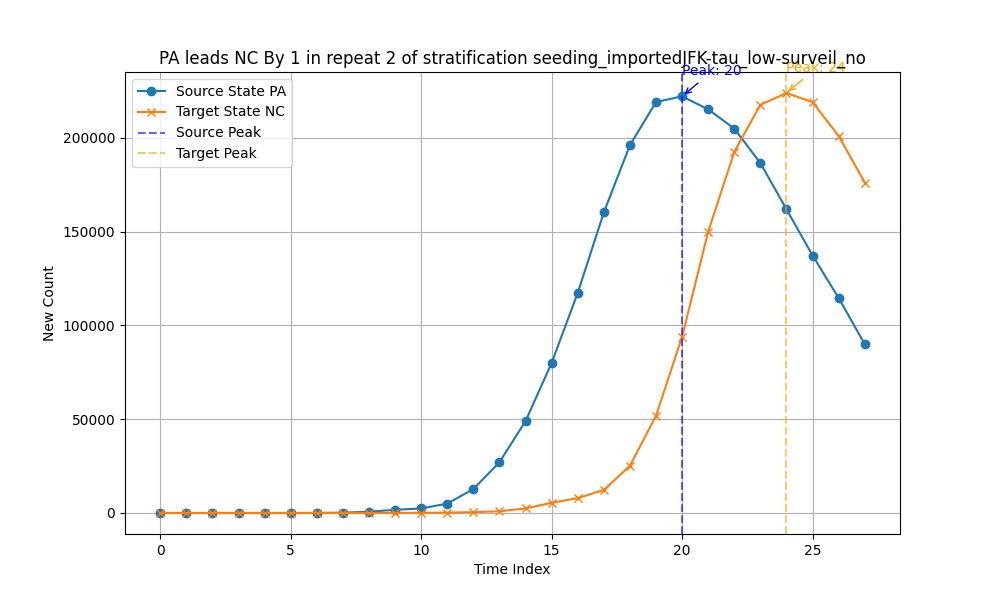 PA leads NC By 1 in repeat 2 of stratification seeding_importedJFK-tau_low-surveil_no
Peak: 20
Peak: 24
Source State PA
Target State NC
Source Peak
Target Peak
200000
150000
100000
50000
0
New Count
0 5 10 15 20 25
Time Index